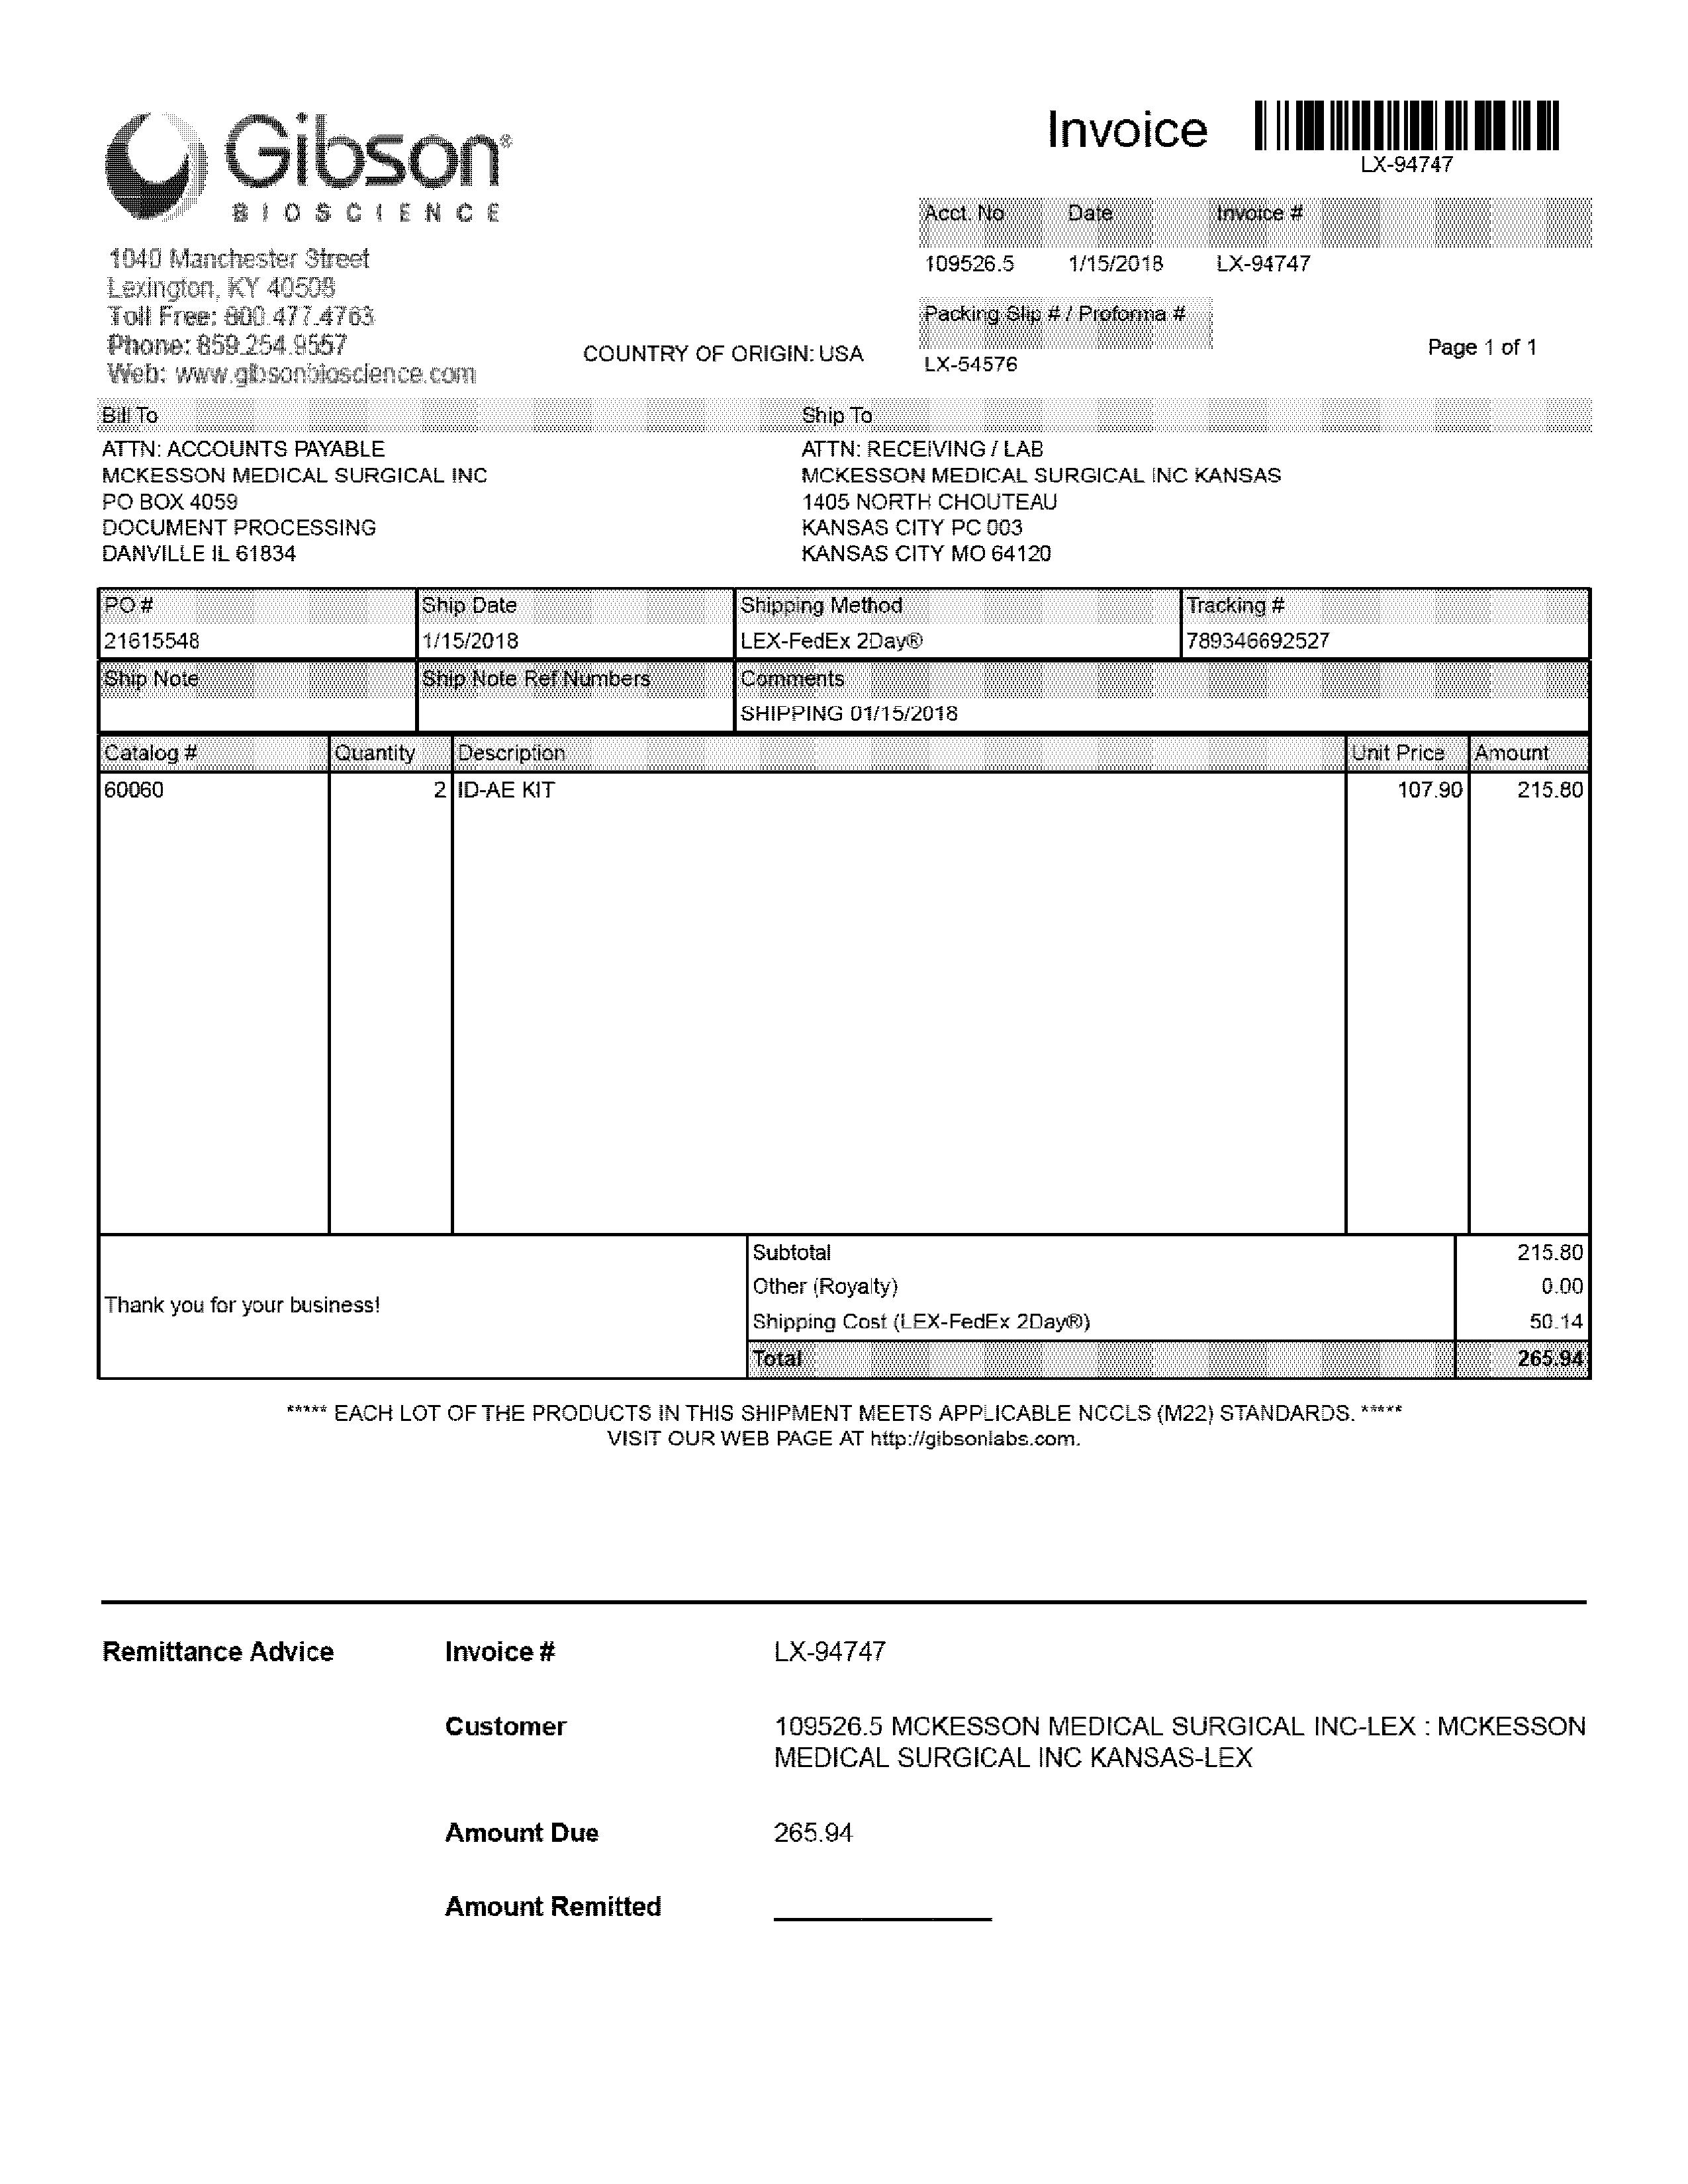 Gibson®
BIOSCIENCE
1040 Manchester Street
Lexington, KY 40508
Toll Free: 800.477.4763
Phone: 859.254.9557
Web: www.gibsonbioscience.com
COUNTRY OF ORIGIN: USA
Invoice
LX-94747
Acct. No Date Invoice #
109526.5 1/15/2018 LX-94747
Packing Slip # / Proforma #
LX-54576
Page 1 of 1
Bill To
ATTN: ACCOUNTS PAYABLE
MCKESSON MEDICAL SURGICAL INC
PO BOX 4059
DOCUMENT PROCESSING
DANVILLE IL 61834
Ship To
ATTN: RECEIVING / LAB
MCKESSON MEDICAL SURGICAL INC KANSAS
1405 NORTH CHOUTEAU
KANSAS CITY PC 003
KANSAS CITY MO 64120
PO # Ship Date Shipping Method Tracking #
21615548 1/15/2018 LEX-FedEx 2Day® 789346692527
Ship Note Ship Note Ref Numbers Comments
SHIPPING 01/15/2018
Catalog # Quantity Description Unit Price Amount
60060 2 ID-AE KIT 107.90 215.80
Thank you for your business!
Subtotal 215.80
Other (Royalty) 0.00
Shipping Cost (LEX-FedEx 2Day®) 50.14
Total 265.94
***** EACH LOT OF THE PRODUCTS IN THIS SHIPMENT MEETS APPLICABLE NCCLS (M22) STANDARDS. *****
VISIT OUR WEB PAGE AT http://gibsonlabs.com.
Remittance Advice Invoice # LX-94747
Customer 109526.5 MCKESSON MEDICAL SURGICAL INC-LEX : MCKESSON
MEDICAL SURGICAL INC KANSAS-LEX
Amount Due 265.94
Amount Remitted